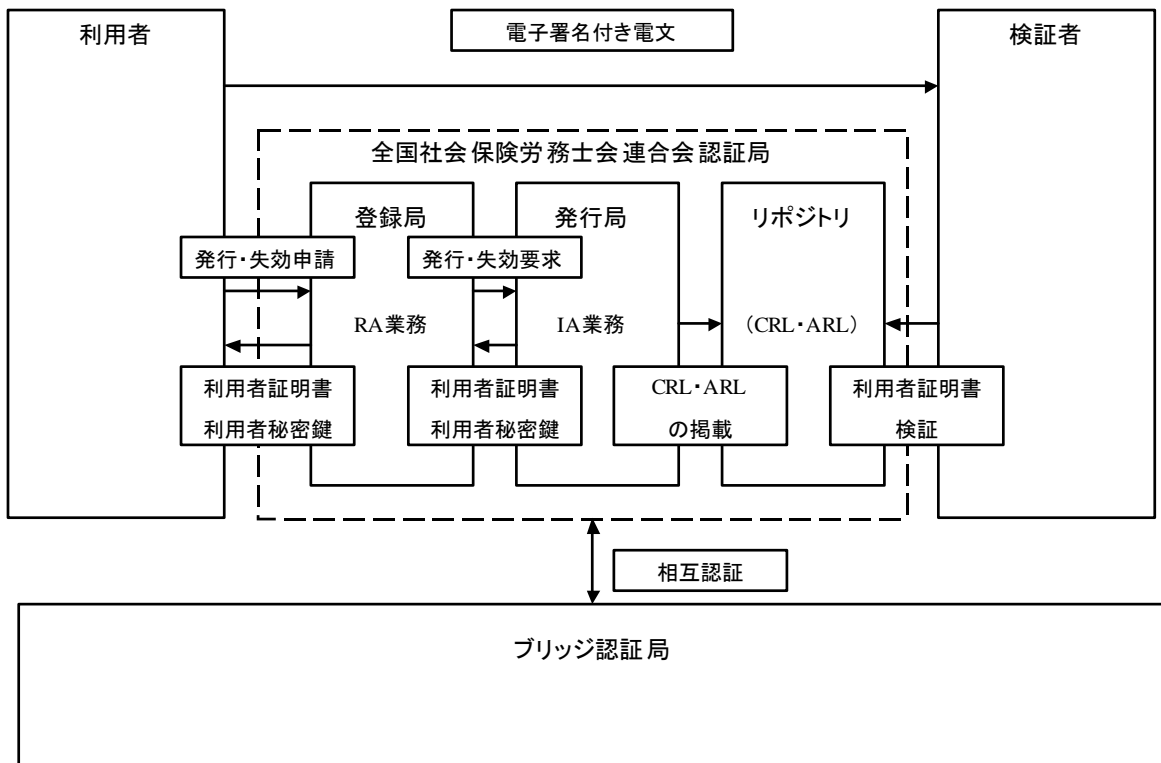 利用者
電子署名付き電文
検証者
全国社会保険労務士会連合会認証局
登録局
発行局
リポジトリ
発行・失効申請
発行・失効要求
RA業務
IA業務
（CRL・ARL）
利用者証明書
利用者秘密鍵
利用者証明書
利用者秘密鍵
CRL・ARL
の掲載
利用者証明書
検証
相互認証
ブリッジ認証局